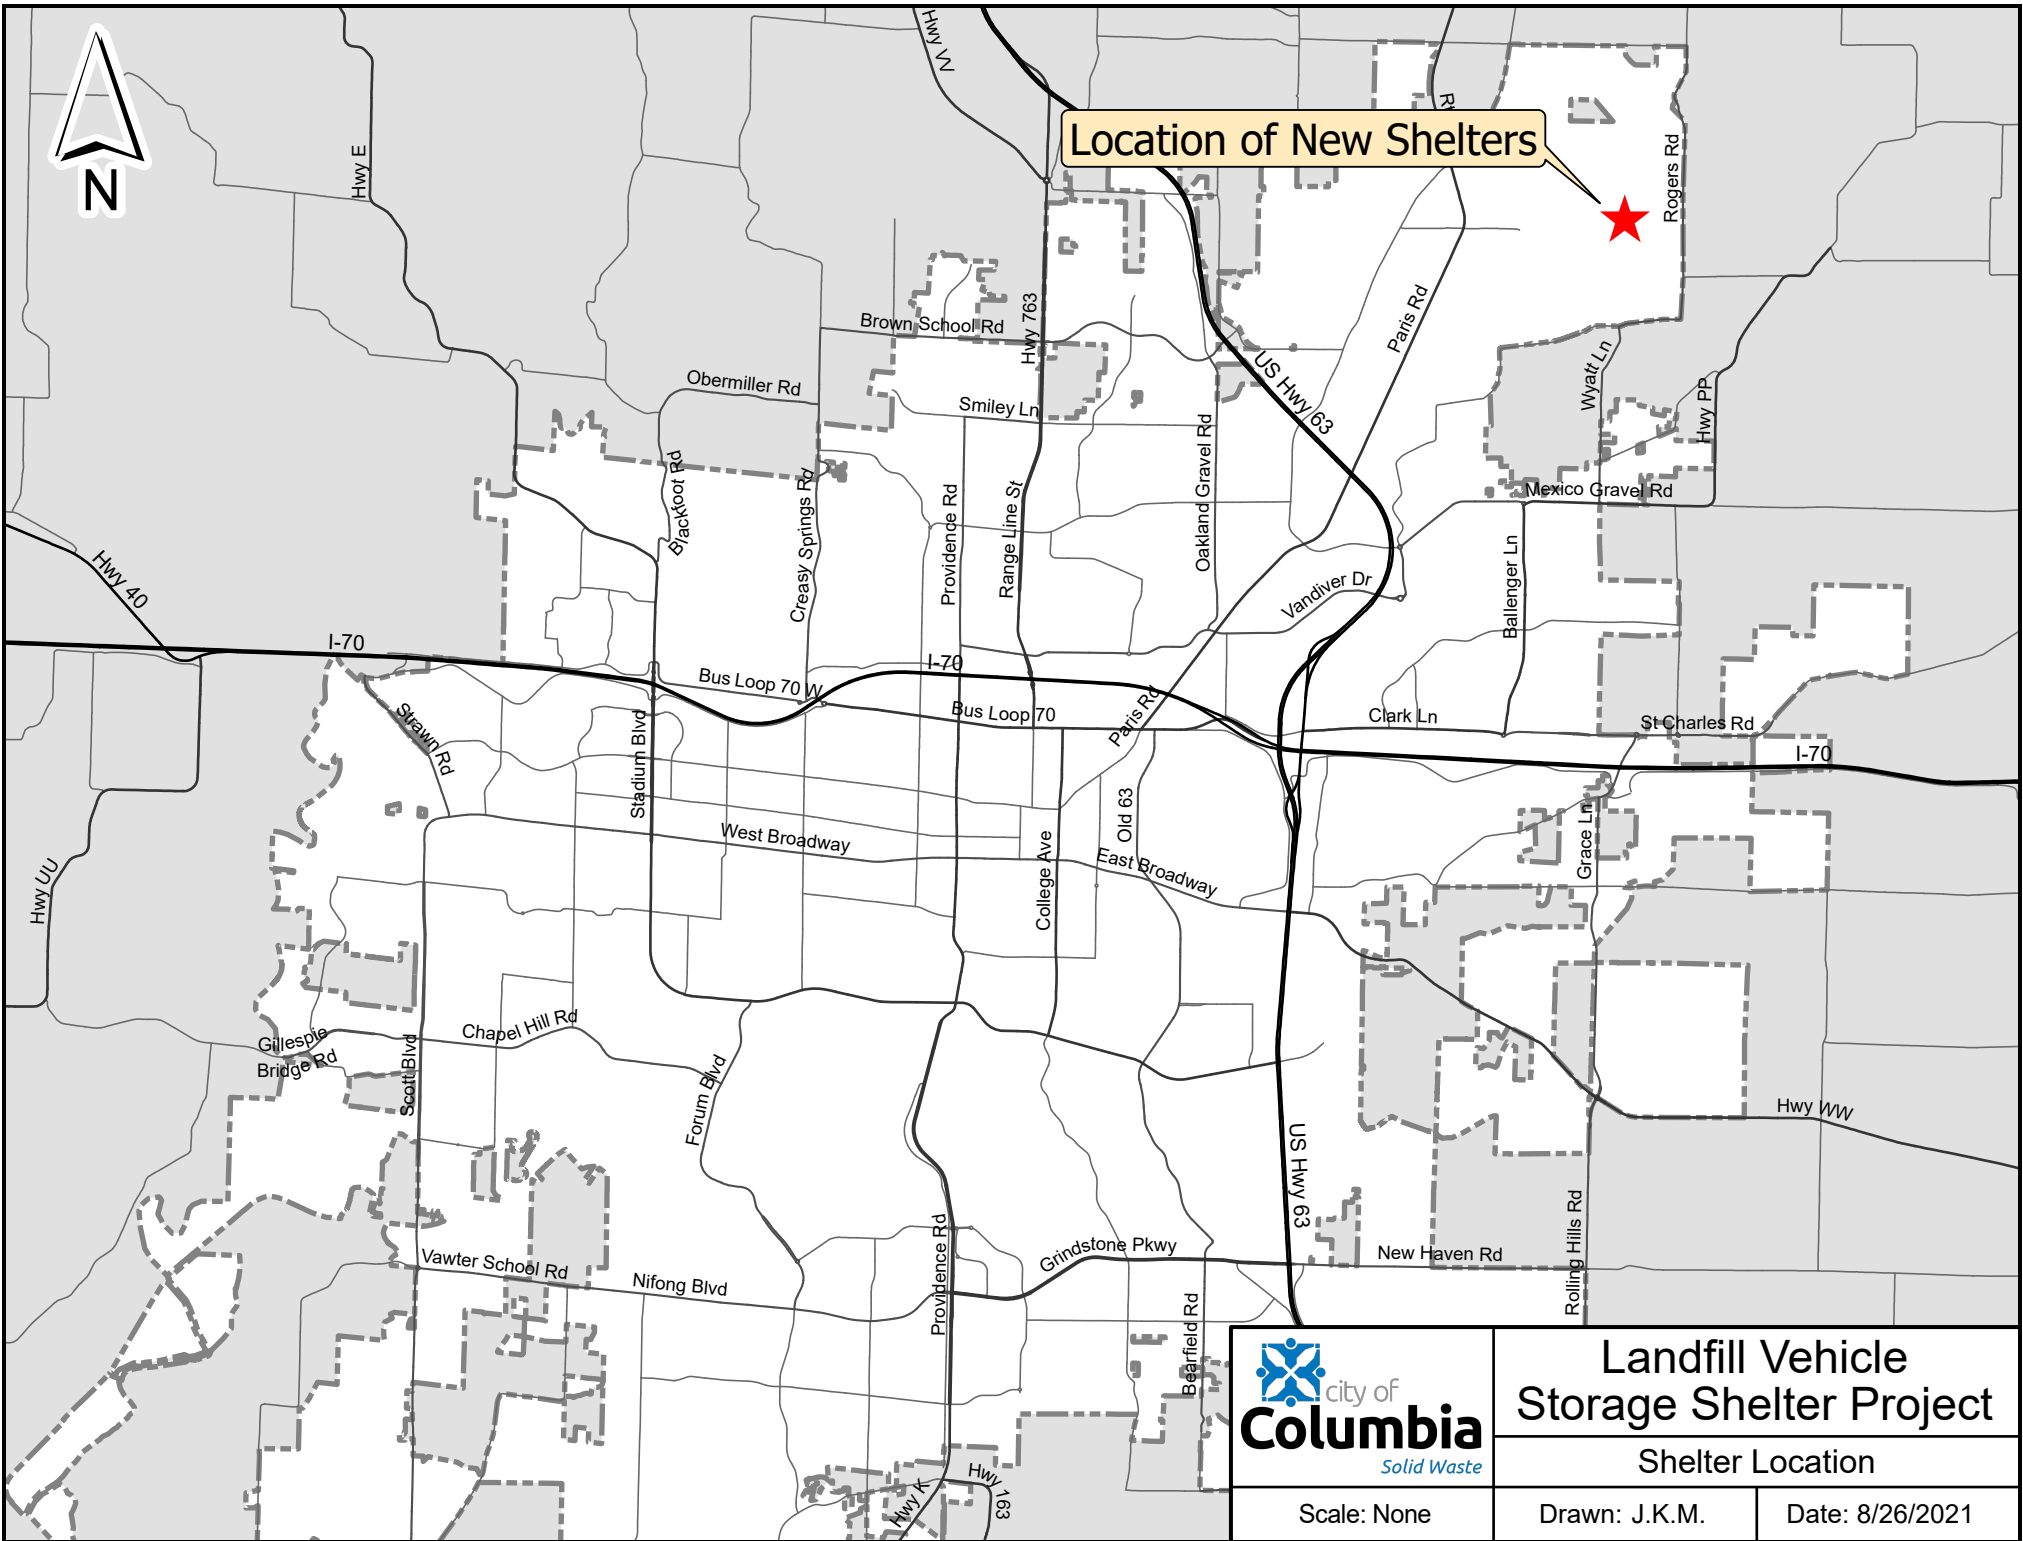 Hwy VV
Rt
Location of New Shelters
N
Hwy E
Rogers Rd
Hwy 763
Brown School Rd
Paris Rd
Wyatt Ln
US Hwy 63
Obermiller Rd
Smiley Ln
Hwy PP
Oakland Gravel Rd
Blackfoot Rd
Creasy Springs Rd
Providence Rd
Range Line St
Mexico Gravel Rd
Hwy 40
Vandiver Dr
Ballenger Ln
I-70
I-70
Bus Loop 70 W
Bus Loop 70
Paris Rd
Clark Ln
St Charles Rd
I-70
Strawn Rd
Stadium Blvd
Old 63
West Broadway
East Broadway
College Ave
Grace Ln
Hwy UU
Gillespie
Bridge Rd
Chapel Hill Rd
Scott Blvd
Forum Blvd
Hwy WW
US Hwy 63
Rolling Hills Rd
Vawter School Rd
Nifong Blvd
Providence Rd
Grindstone Pkwy
New Haven Rd
Bearfield Rd
Hwy K
Hwy 163
city of
Columbia
Solid Waste
Landfill Vehicle
Storage Shelter Project
Shelter Location
Scale: None
Drawn: J.K.M.
Date: 8/26/2021